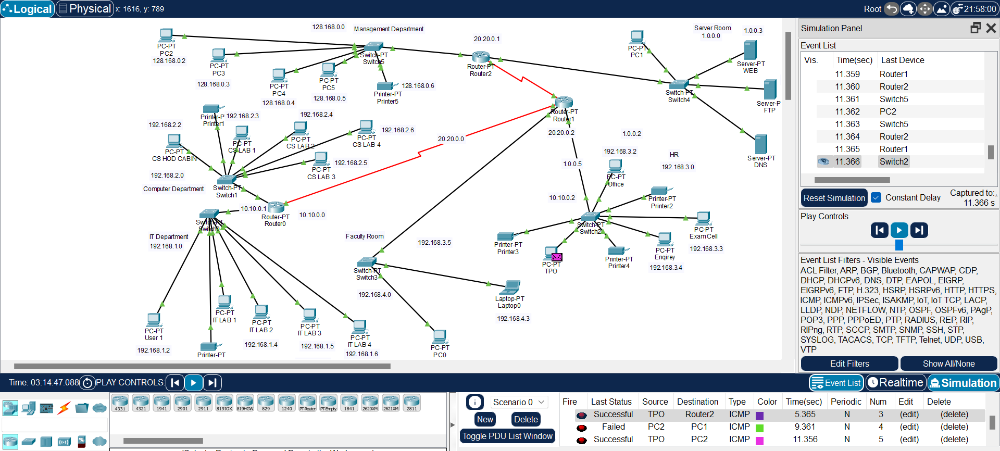 Logical
Physical
x: 1616, y: 789
Root
21:58:00
128.168.0.0
Management Department
20.20.0.1
Server Room
1.0.0.0
1.0.0.3
PC-PT
PC2
128.168.0.2
PC-PT
PC3
128.168.0.3
PC-PT
PC4
128.168.0.4
PC-PT
PC5
128.168.0.5
Switch-PT
Switch5
Printer-PT
Printer5
128.168.0.6
Router-PT
Router2
PC-PT
PC1
Server-PT
WEB
Switch-PT
Switch4
Server-P
FTP
Server-PT
DNS
Router-PT
Router1
20.20.0.2
20.20.0.0
Printer-P
Printer1
192.168.2.3
192.168.2.4
192.168.2.2
PC-PT
CS HOD CABIN
PC-PT
CS LAB 1
PC-PT
CS LAB 2
PC-PT
CS LAB 4
192.168.2.6
PC-PT
CS LAB 3
192.168.2.5
192.168.2.0
Computer Department
Switch-PT
Switch1
10.10.0.1
Router-PT
Router0
10.10.0.0
Switch-PT
Switch0
IT Department
192.168.1.0
PC-PT
User 1
192.168.1.2
Printer-PT
PC-PT
IT LAB 1
PC-PT
IT LAB 2
192.168.1.4
PC-PT
IT LAB 3
192.168.1.5
PC-PT
IT LAB 4
192.168.1.6
Faculty Room
192.168.3.5
Switch-PT
Switch3
192.168.4.0
Laptop-PT
Laptop0
192.168.4.3
PC-PT
PC0
1.0.0.2
192.168.3.2
HR
192.168.3.0
1.0.0.5
PC-PT
Office
10.10.0.2
Printer-PT
Printer2
Switch-PT
Switch2
PC-PT
Exam Cell
192.168.3.3
Printer-PT
Printer3
PC-PT
TPO
Printer-PT
Printer4
PC-PT
Enqirey
192.168.3.4
Simulation Panel
Event List
Vis. Time(sec) Last Device
11.359 Router1
11.360 Router2
11.361 Switch5
11.362 PC2
11.363 Switch5
11.364 Router2
11.365 Router1
11.366 Switch2
Reset Simulation
Constant Delay
Captured to:
11.366 s
Play Controls
Event List Filters - Visible Events
ACL Filter, ARP, BGP, Bluetooth, CAPWAP, CDP,
DHCP, DHCPv6, DNS, DTP, EAPOL, EIGRP,
EIGRPv6, FTP, H.323, HSRP, HSRPv6, HTTP, HTTPS,
ICMP, ICMPv6, IPSec, ISAKMP, IoT, IoT TCP, LACP,
LLDP, NDP, NETFLOW, NTP, OSPF, OSPFv6, PAgP,
POP3, PPP, PPPoED, PTP, RADIUS, REP, RIP,
RIPng, RTP, SCCP, SMTP, SNMP, SSH, STP,
SYSLOG, TACACS, TCP, TFTP, Telnet, UDP, USB,
VTP
Edit Filters
Show All/None
Time: 03:14:47.088
PLAY CONTROLS:
Event List
Realtime
Simulation
4331 4321 1941 2901 2911 819IOX 819HGW 829 1240 PT-Router PT-Empty 1841 2620XM 2621XM 2811
Scenario 0
New
Delete
Toggle PDU List Window
Fire Last Status Source Destination Type Color Time(sec) Periodic Num Edit Delete
Successful TPO Router2 ICMP 5.365 N 3 (edit) (delete)
Failed PC2 PC1 ICMP 9.361 N 4 (edit) (delete)
Successful TPO PC2 ICMP 11.356 N 5 (edit) (delete)